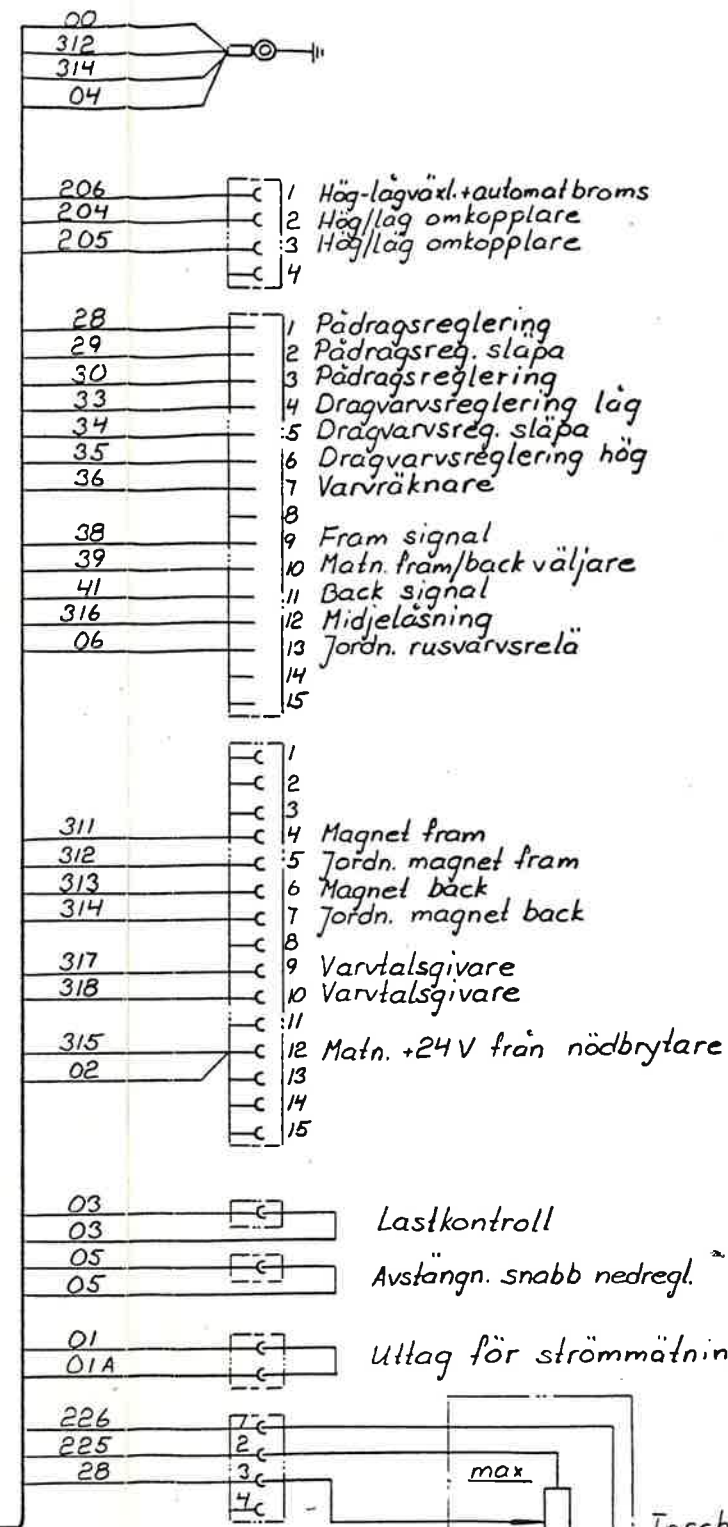 00
312
314
04
206 1 Hög-lågväxl.+automatbroms
204 2 Hög/låg omkopplare
205 3 Hög/låg omkopplare
4
28 1 Pådragsreglering
29 2 Pådragsreg. släpa
30 3 Pådragsreglering
33 4 Dragvarvsreglering låg
34 5 Dragvarvsreg. släpa
35 6 Dragvarvsreglering hög
36 7 Varvräknare
8
38 9 Fram signal
39 10 Matn. fram/back väljare
41 11 Back signal
316 12 Midjelåsning
06 13 Jordn. rusvarvsrelä
14
15
1
2
3
311 4 Magnet fram
312 5 Jordn. magnet fram
313 6 Magnet back
314 7 Jordn. magnet back
8
317 9 Varvtalsgivare
318 10 Varvtalsgivare
11
315 12 Matn. +24 V från nödbrytare
02 13
14
15
03 Lastkontroll
03
05 Avstängn. snabb nedregl.
05
01 Uttag för strömmätnin
01A
226 1
225 2 max
28 3
4